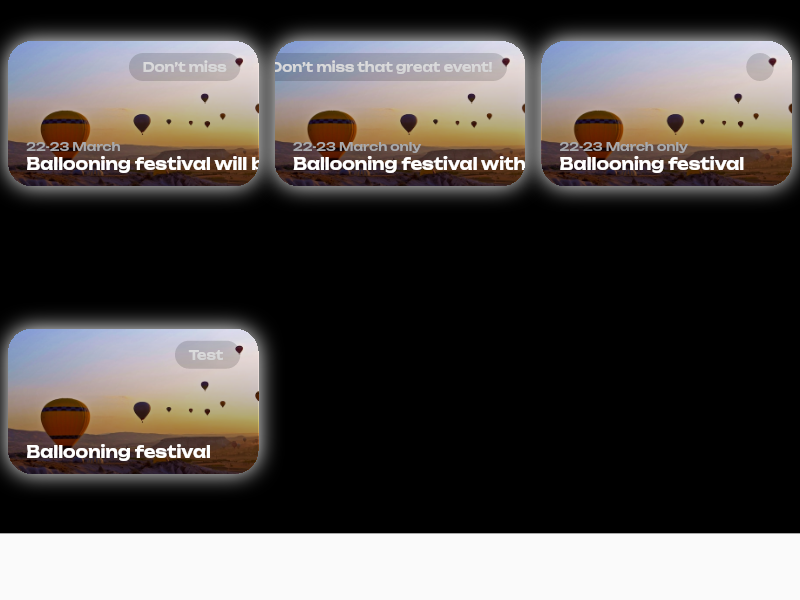 Don't miss
22-23 March
Ballooning festival will
Don't miss that great event!
22-23 March only
Ballooning festival with
22-23 March only
Ballooning festival
Test
Ballooning festival